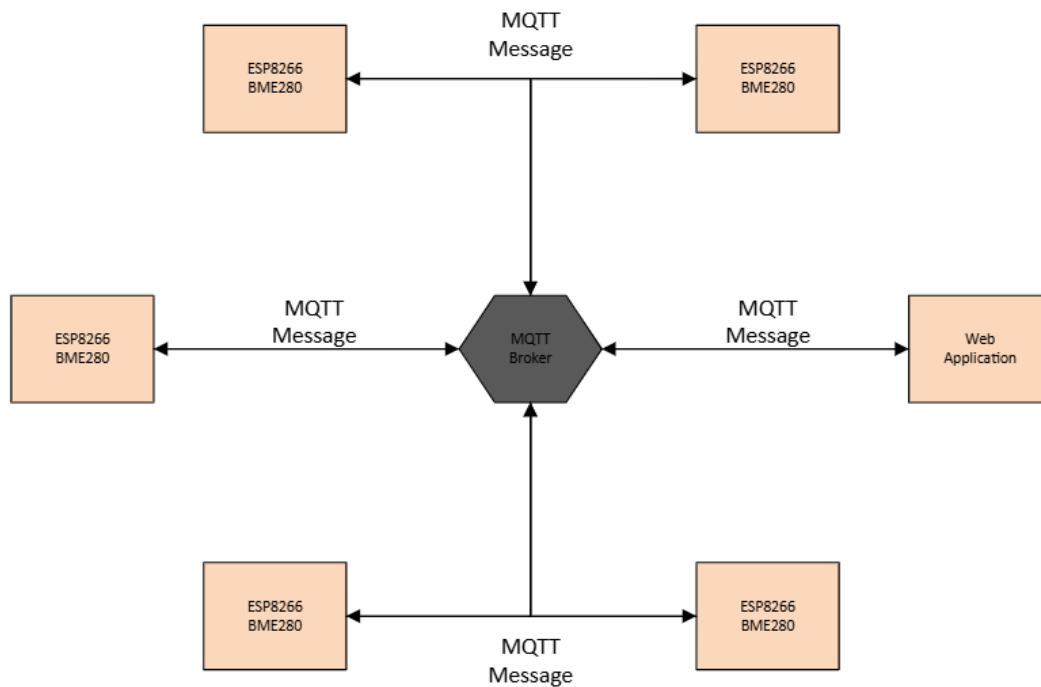 MQTT
Message
ESP8266
BME280
ESP8266
BME280
ESP8266
BME280
MQTT
Message
MQTT
Broker
MQTT
Message
Web
Application
ESP8266
BME280
ESP8266
BME280
MQTT
Message